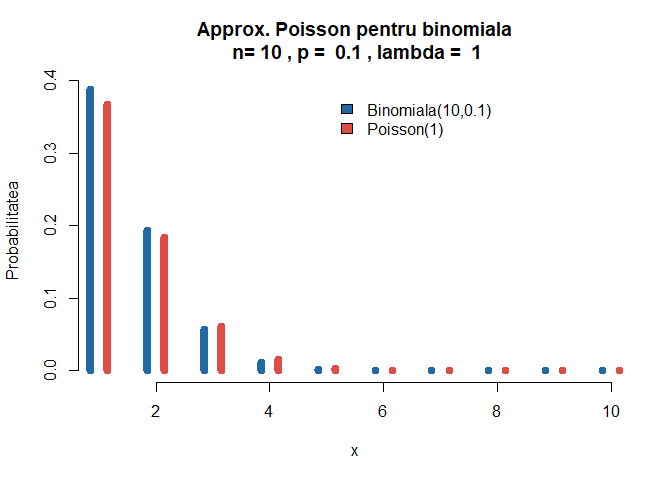 Approx. Poisson pentru binomiala
n= 10 , p =  0.1 , lambda =  1
Binomiala(10,0.1)
Poisson(1)
Probabilitatea
0.4
0.3
0.2
0.1
0.0
2 4 6 8 10
x